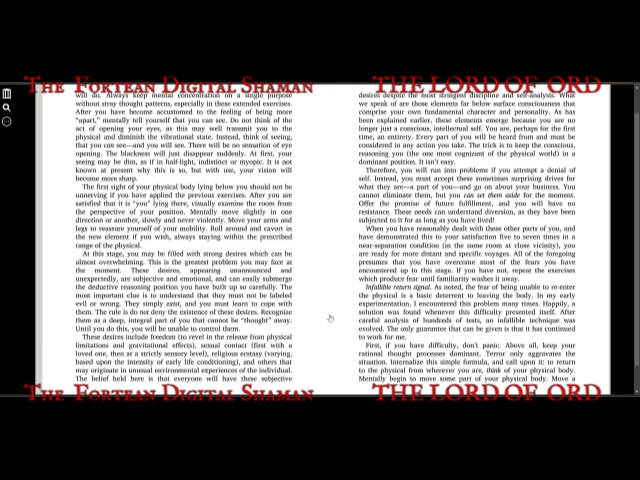 THE FORTEAN DIGITAL SHAMAN
THE LORD OF ORD
will do. Always keep mental concentration on a single purpose
without stray thought patterns, especially in these extended exercises.
After you have become accustomed to the feeling of being more
"apart," mentally tell yourself that you can see. Do not think of the
act of opening your eyes, as this may well transmit you to the
physical and diminish the vibrational state. Instead, think of seeing,
that you can see—and you will see. There will be no sensation of eye
opening. The blackness will just disappear suddenly. At first, your
seeing may be dim, as if in half-light, indistinct or myopic. It is not
known at present why this is so, but with use, your vision will
become more sharp.
The first sight of your physical body lying below you should not be
unnerving if you have applied the previous exercises. After you are
satisfied that it is "you" lying there, visually examine the room from
the perspective of your position. Mentally move slightly in one
direction or another, slowly and never violently. Move your arms and
legs to reassure yourself of your mobility. Roll around and cavort in
the new element if you wish, always staying within the prescribed
range of the physical.
At this stage, you may be filled with strong desires which can be
almost overwhelming. This is the greatest problem you may face at
the moment. These desires, appearing unannounced and
unexpectedly, are subjective and emotional, and can easily submerge
the deductive reasoning position you have built up so carefully. The
most important clue is to understand that they must not be labeled
evil or wrong. They simply exist, and you must learn to cope with
them. The rule is do not deny the existence of these desires. Recognize
them as a deep, integral part of you that cannot be "thought" away.
Until you do this, you will be unable to control them.
These desires include freedom (to revel in the release from physical
limitations and gravitational effects), sexual contact (first with a
loved one, then at a strictly sensory level), religious ecstasy (varying,
based upon the intensity of early life conditioning), and others that
may originate in unusual environmental experiences of the individual.
The belief held here is that everyone will have these subjective
desires despite the most stringent discipline and self-analysis. What
we speak of are those elements far below surface consciousness that
comprise your own fundamental character and personality. As has
been explained earlier, these elements emerge because you are no
longer just a conscious, intellectual self. You are, perhaps for the first
time, an entirety. Every part of you will be heard from and must be
considered in any action you take. The trick is to keep the conscious,
reasoning you (the one most cognizant of the physical world) in a
dominant position. It isn't easy.
Therefore, you will run into problems if you attempt a denial of
self. Instead, you must accept these sometimes surprising drives for
what they are—a part of you—and go on about your business. You
cannot eliminate them, but you can set them aside for the moment.
Offer the promise of future fulfillment, and you will have no
resistance. These needs can understand diversion, as they have been
subjected to it for as long as you have lived!
When you have reasonably dealt with these other parts of you, and
have demonstrated this to your satisfaction five to seven times in a
near-separation condition (in the same room at close vicinity), you
are ready for more distant and specific voyages. All of the foregoing
presumes that you have overcome most of the fears you have
encountered up to this stage. If you have not, repeat the exercises
which produce fear until familiarity washes it away.
Infallible return signal. As noted, the fear of being unable to re-enter
the physical is a basic deterrent to leaving the body. In my early
experimentation, I encountered this problem many times. Happily, a
solution was found whenever this difficulty presented itself. After
careful analysis of hundreds of tests, an infallible technique was
evolved. The only guarantee that can be given is that it has continued
to work for me.
First, if you have difficulty, don't panic. Above all, keep your
rational thought processes dominant. Terror only aggravates the
situation. Internalize this simple formula, and call upon it: to return
to the physical from wherever you are, think of your physical body.
Mentally begin to move some part of your physical body. Move a
THE FORTEAN DIGITAL SHAMAN
THE LORD OF ORD